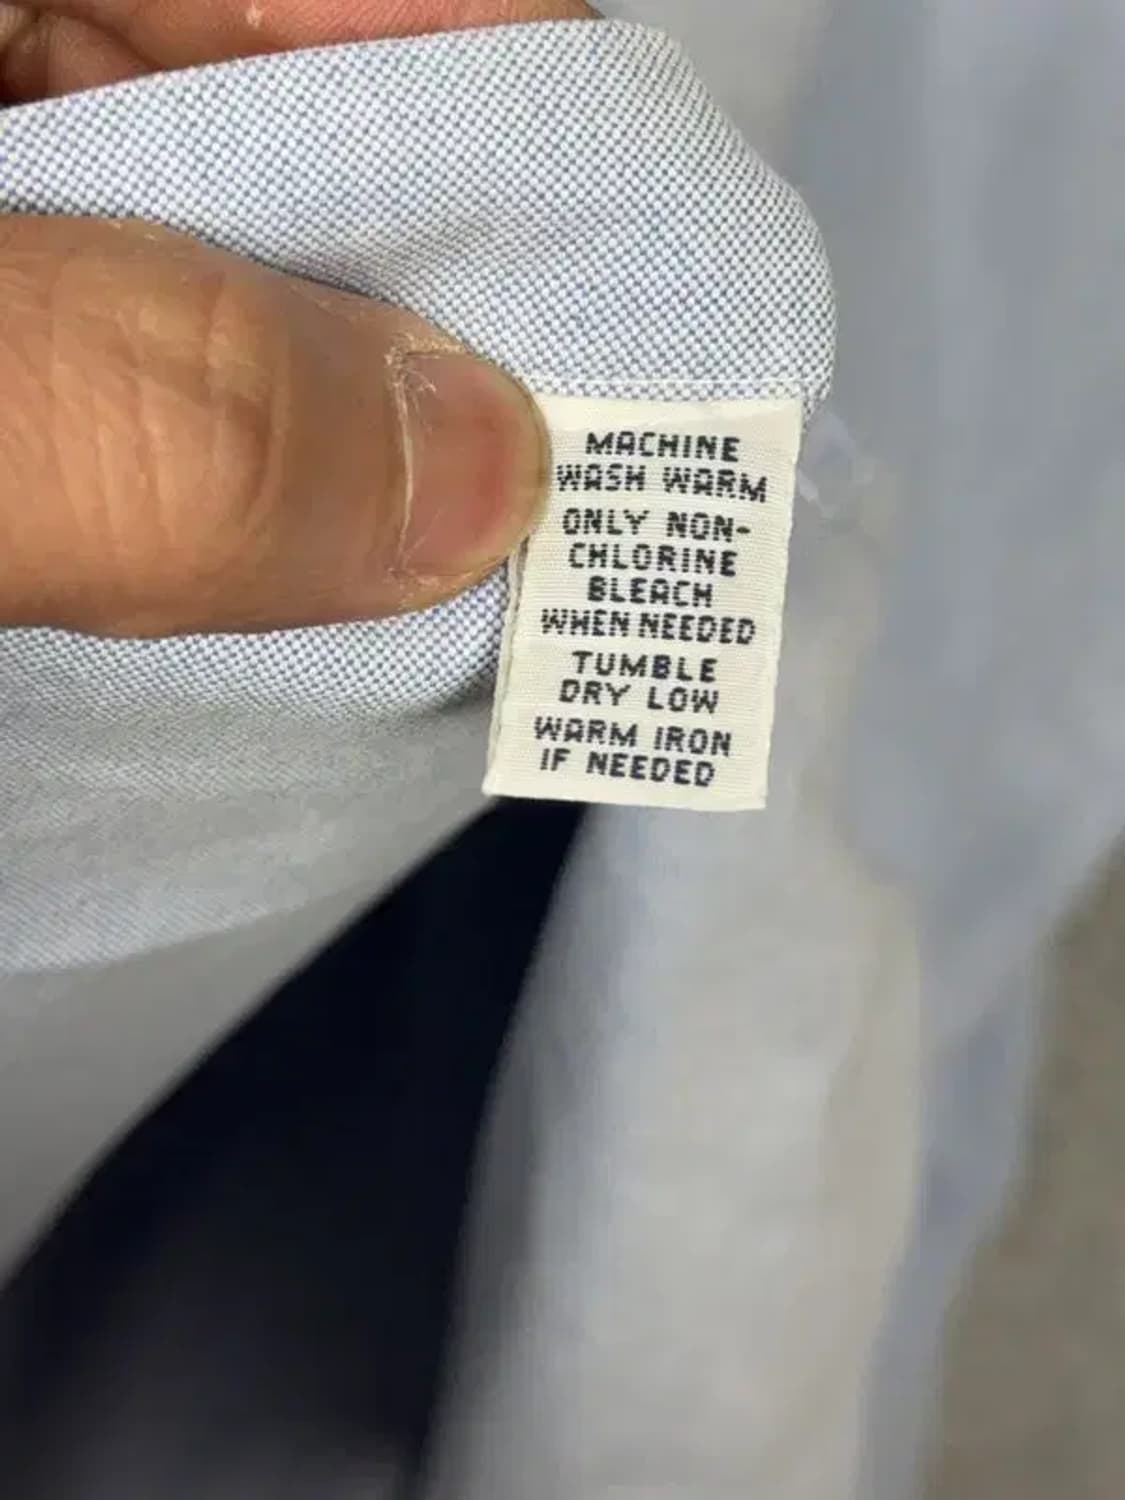 MACHINE
WASH WARM
ONLY NON-
CHLORINE
BLEACH
WHEN NEEDED
TUMBLE
DRY LOW
WARM IRON
IF NEEDED